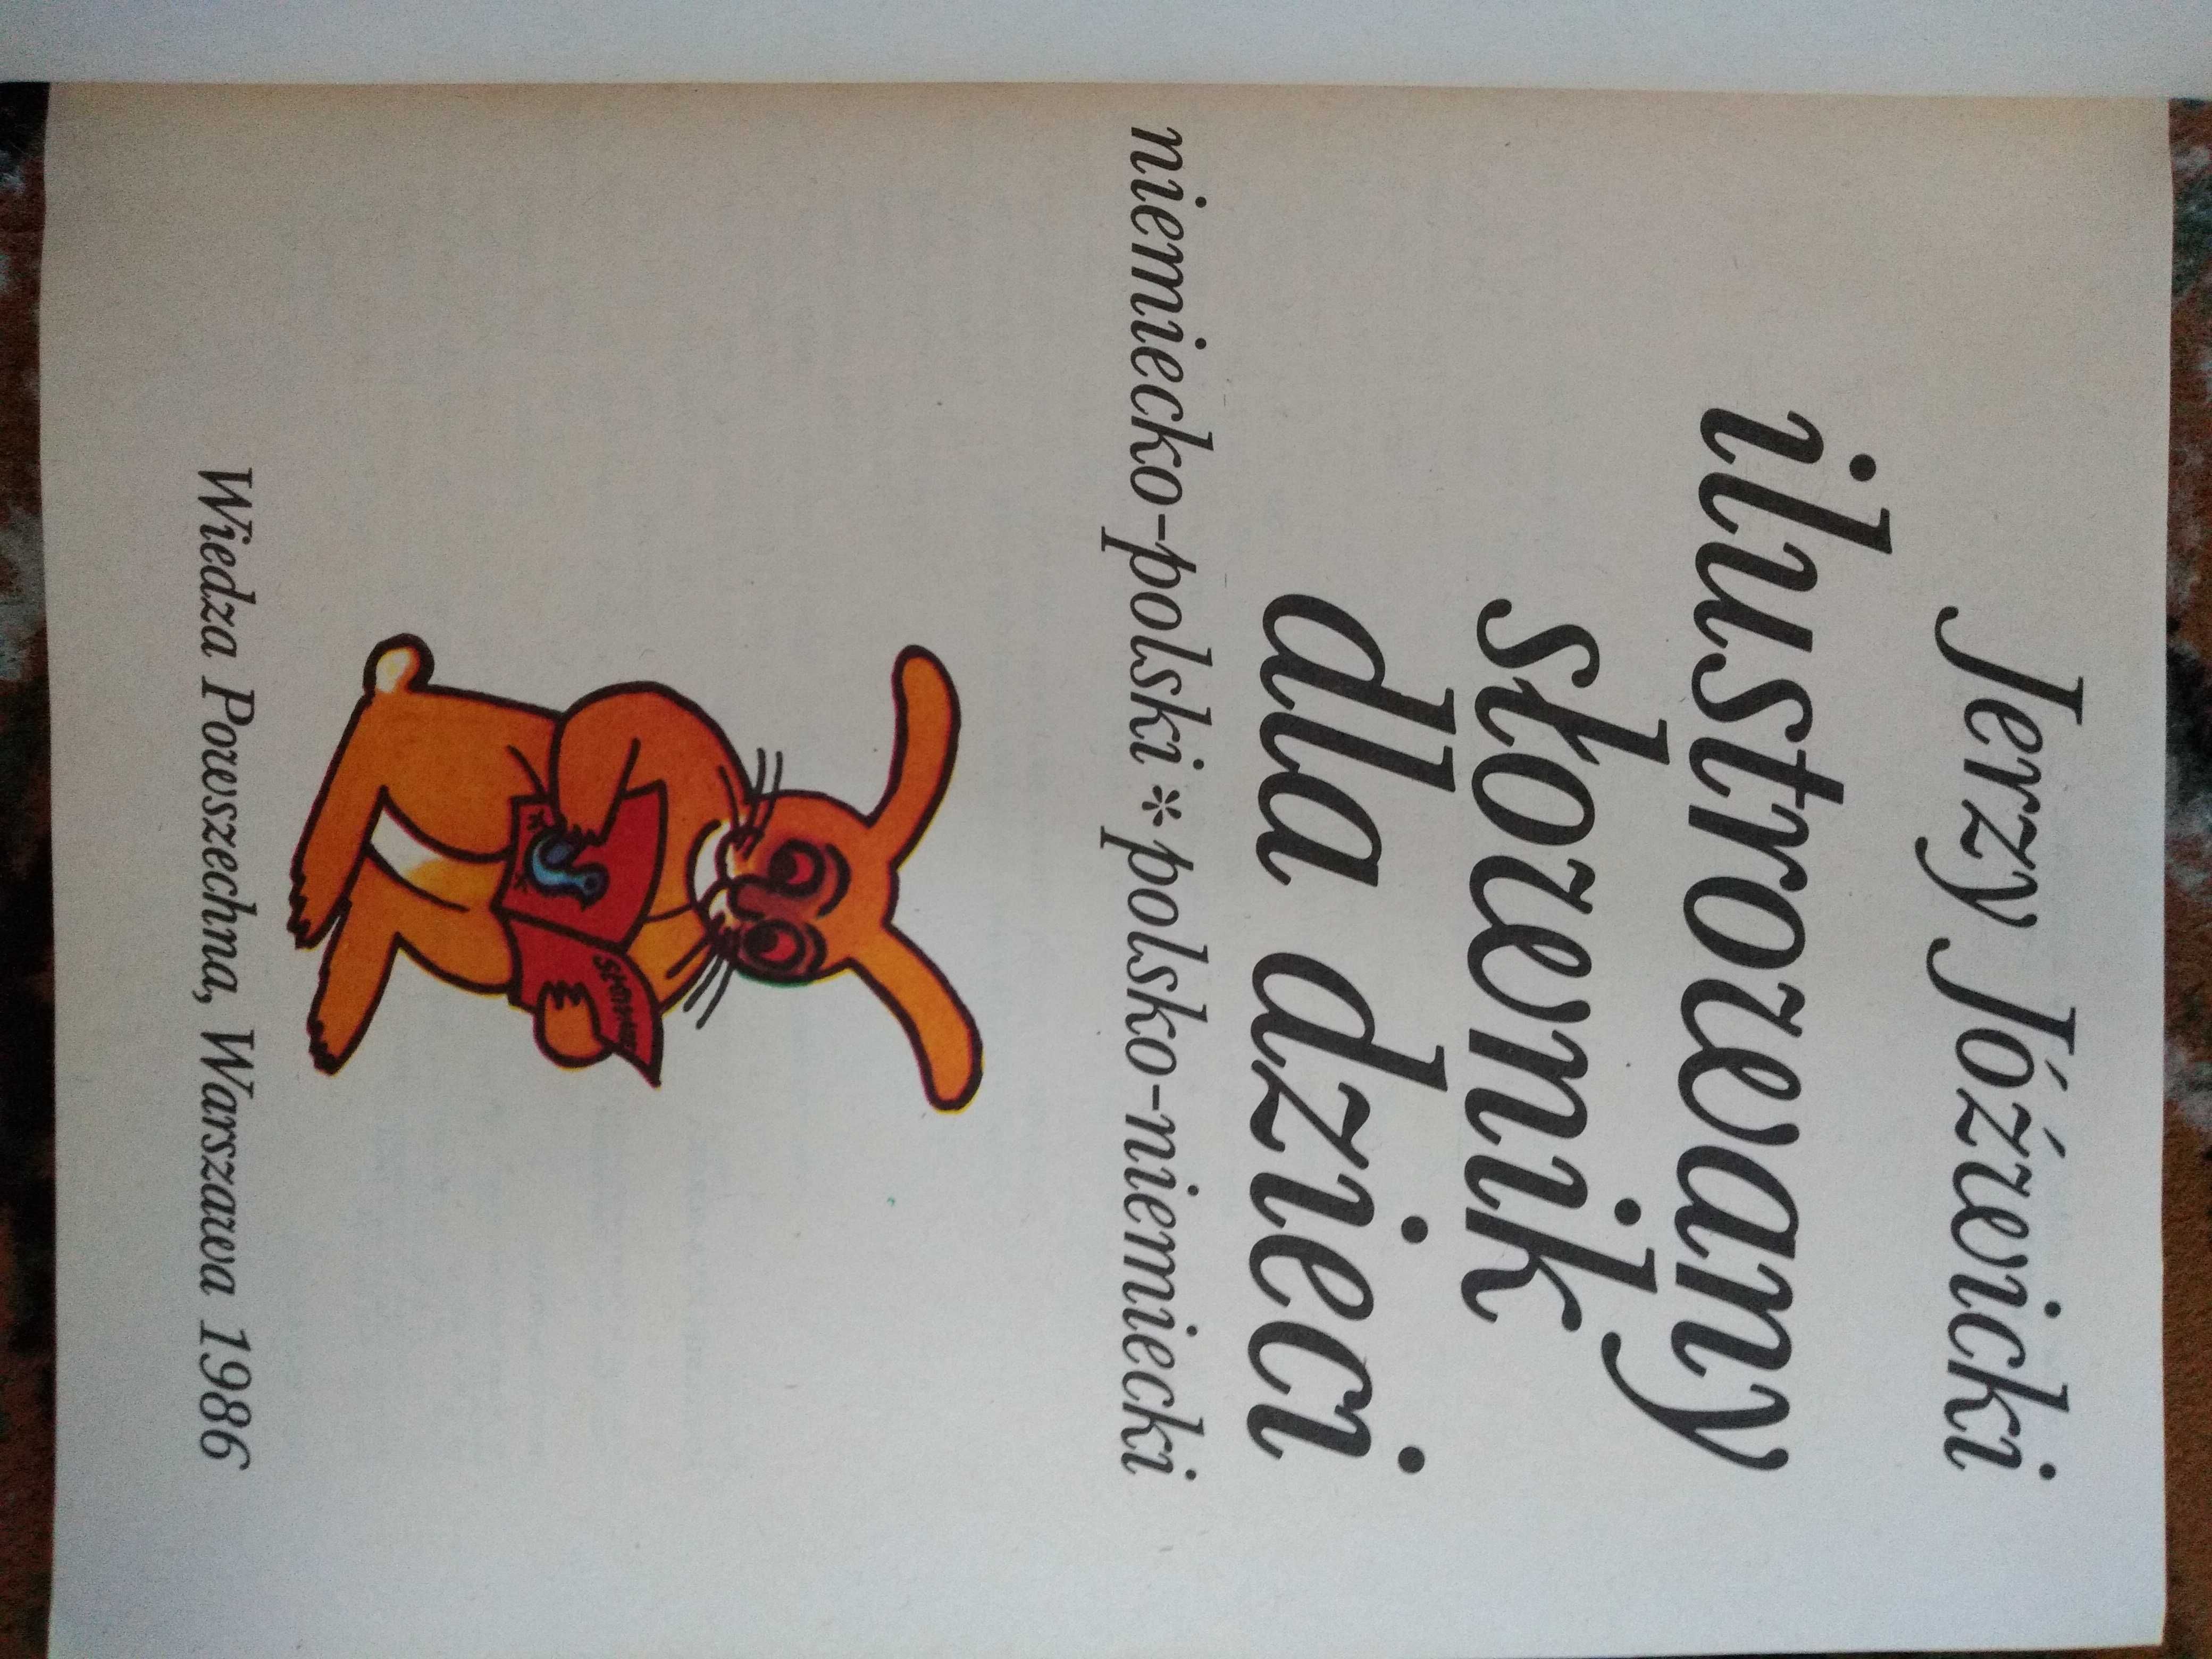 Jerzy Jóźwicki
ilustrowany
słownik
dla dzieci
niemiecko-polski * polsko-niemiecki
Wiedza Powszechna, Warszawa 1986